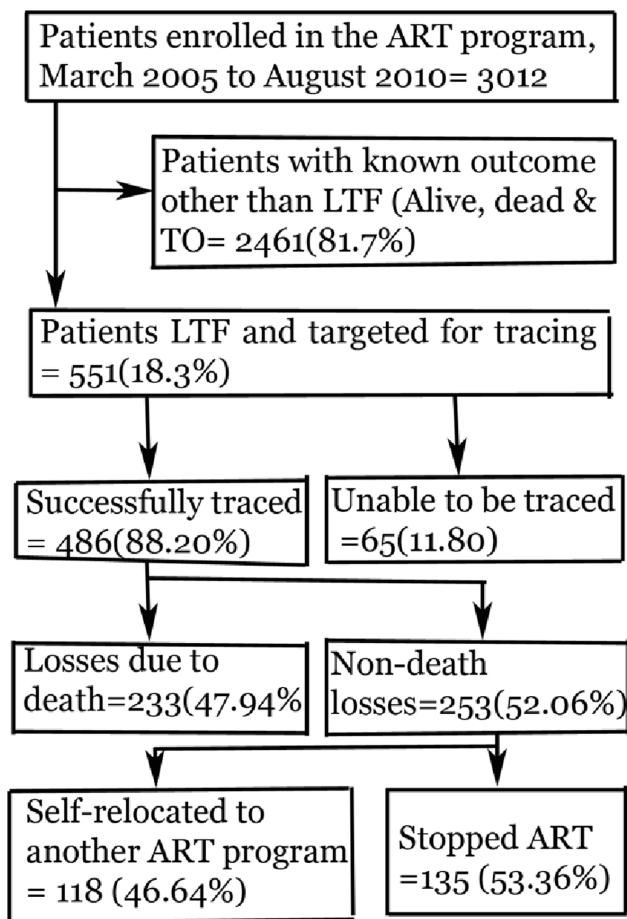 Patients enrolled in the ART program,
March 2005 to August 2010= 3012
Patients with known outcome
other than LTF (Alive, dead &
TO= 2461(81.7%)
Patients LTF and targeted for tracing
= 551(18.3%)
Successfully traced
= 486(88.20%)
Unable to be traced
=65(11.80)
Losses due to
death=233(47.94%
Non-death
losses=253(52.06%)
Self-relocated to
another ART program
= 118 (46.64%)
Stopped ART
=135 (53.36%)